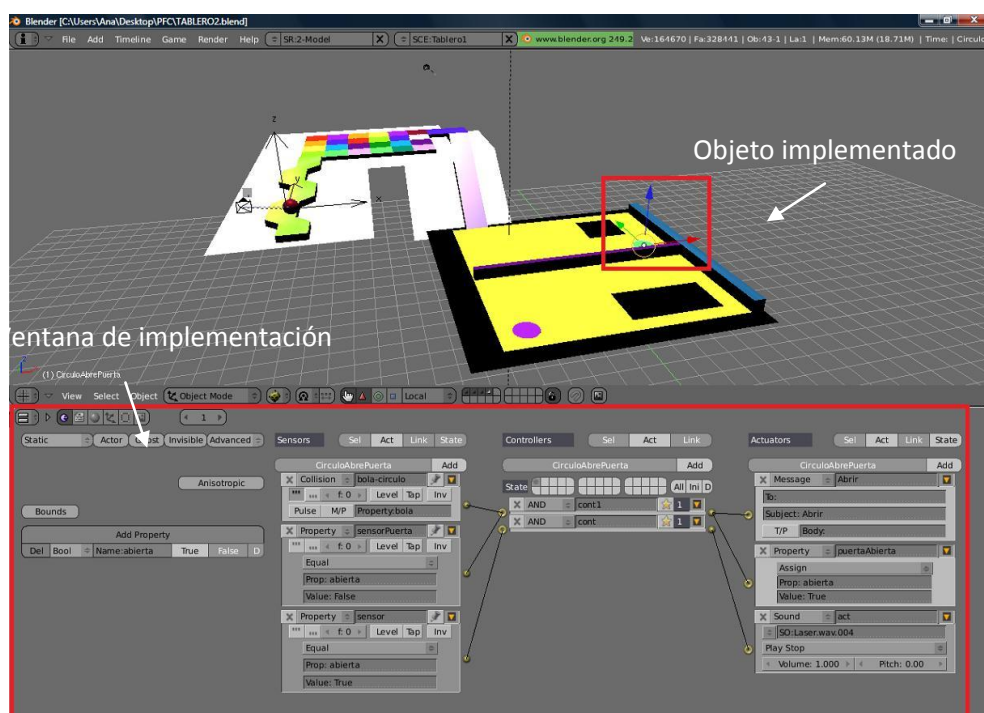 Blender [C:\Users\Ana\Desktop\PFC\TABLERO2.blend]
File Add Timeline Game Render Help SR:2-Model X SCE:Tablero1 X www.blender.org 249.2 Ve:164670 | Fa:328441 | Ob:43-1 | La:1 | Mem:60.13M (18.71M) | Time: | Circulo
Objeto implementado
z
y
x
entana de implementación
(1) CirculoAbrePuerta
View Select Object Object Mode Local
1
Static Actor Ghost Invisible Advanced Sensors Sel Act Link State Controllers Sel Act Link Actuators Sel Act Link State
CirculoAbrePuerta Add CirculoAbrePuerta Add CirculoAbrePuerta Add
Anisotropic
Bounds
Add Property
Del Bool Name:abierta True False D
X Collision bola-circulo
f:0 Level Tap Inv
Pulse M/P Property:bola
X Property sensorPuerta
f:0 Level Tap Inv
Equal
Prop: abierta
Value: False
X Property sensor
f:0 Level Tap Inv
Equal
Prop: abierta
Value: True
State All Ini D
X AND cont1 1
X AND cont 1
X Message Abrir
To:
Subject: Abrir
T/P Body:
X Property puertaAbierta
Assign
Prop: abierta
Value: True
X Sound act
SO:Laser.wav.004
Play Stop
Volume: 1.000 Pitch: 0.00